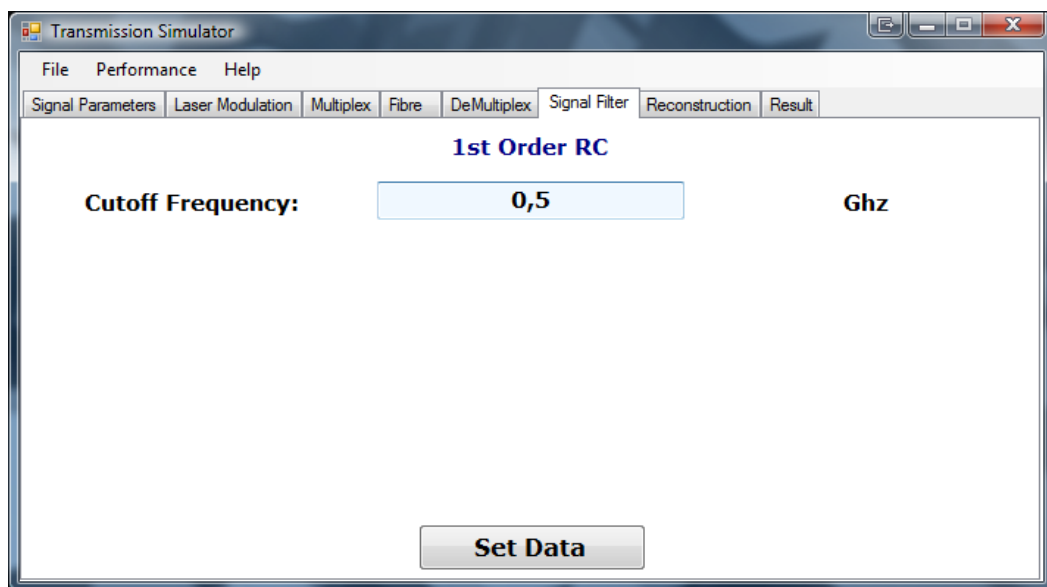 Transmission Simulator
File Performance Help
Signal Parameters Laser Modulation Multiplex Fibre DeMultiplex Signal Filter Reconstruction Result
1st Order RC
Cutoff Frequency: 0,5 Ghz
Set Data